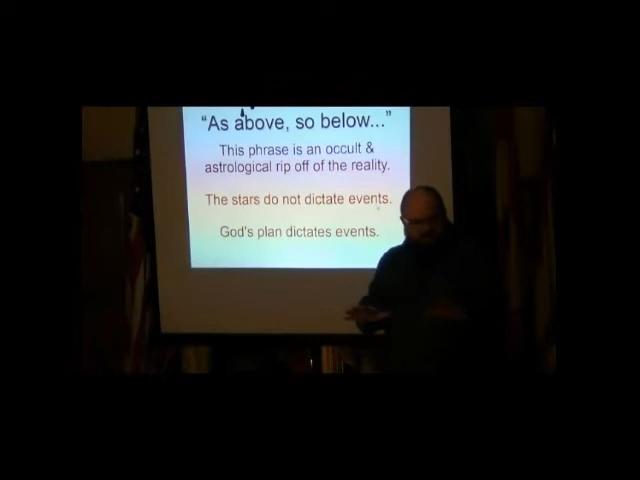 “As above, so below...”
This phrase is an occult &
astrological rip off of the reality.
The stars do not dictate events.
God's plan dictates events.